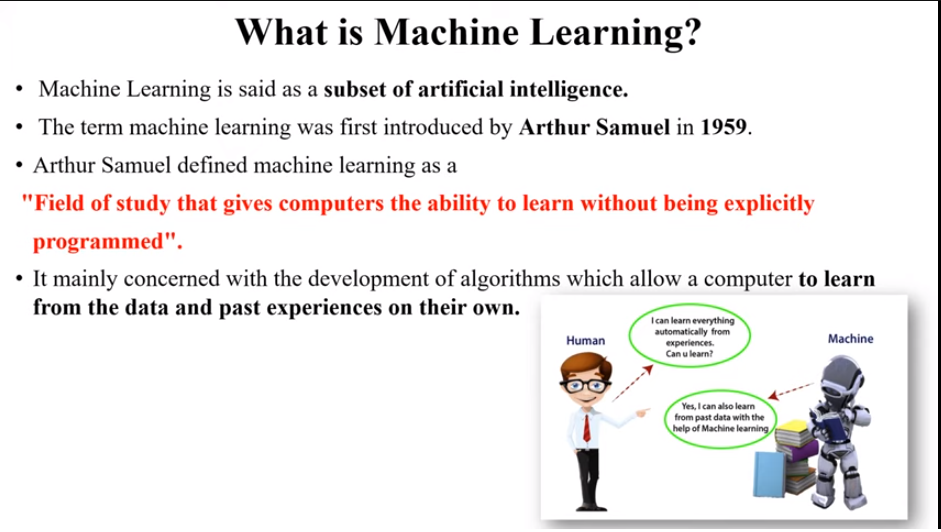 What is Machine Learning?
• Machine Learning is said as a subset of artificial intelligence.
• The term machine learning was first introduced by Arthur Samuel in 1959.
• Arthur Samuel defined machine learning as a
"Field of study that gives computers the ability to learn without being explicitly
programmed".
• It mainly concerned with the development of algorithms which allow a computer to learn
from the data and past experiences on their own.
Human
I can learn everything
automatically from
experiences.
Can u learn?
Machine
Yes, I can also learn
from past data with the
help of Machine learning